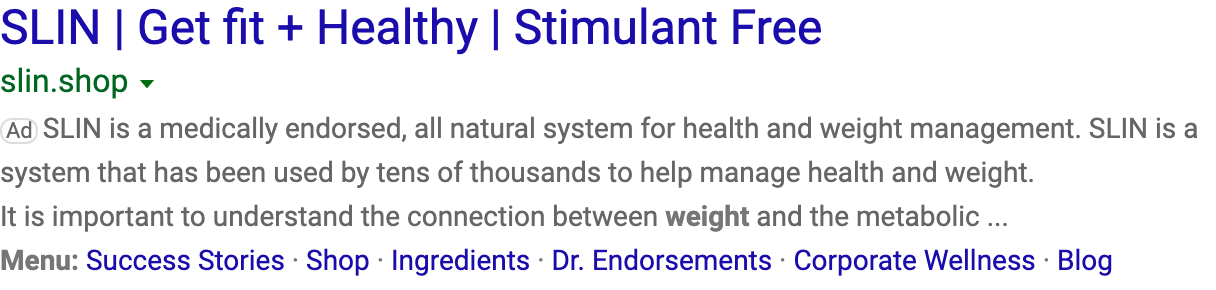 SLIN | Get fit + Healthy | Stimulant Free
slin.shop
Ad SLIN is a medically endorsed, all natural system for health and weight management. SLIN is a
system that has been used by tens of thousands to help manage health and weight.
It is important to understand the connection between weight and the metabolic ...
Menu: Success Stories · Shop · Ingredients · Dr. Endorsements · Corporate Wellness · Blog